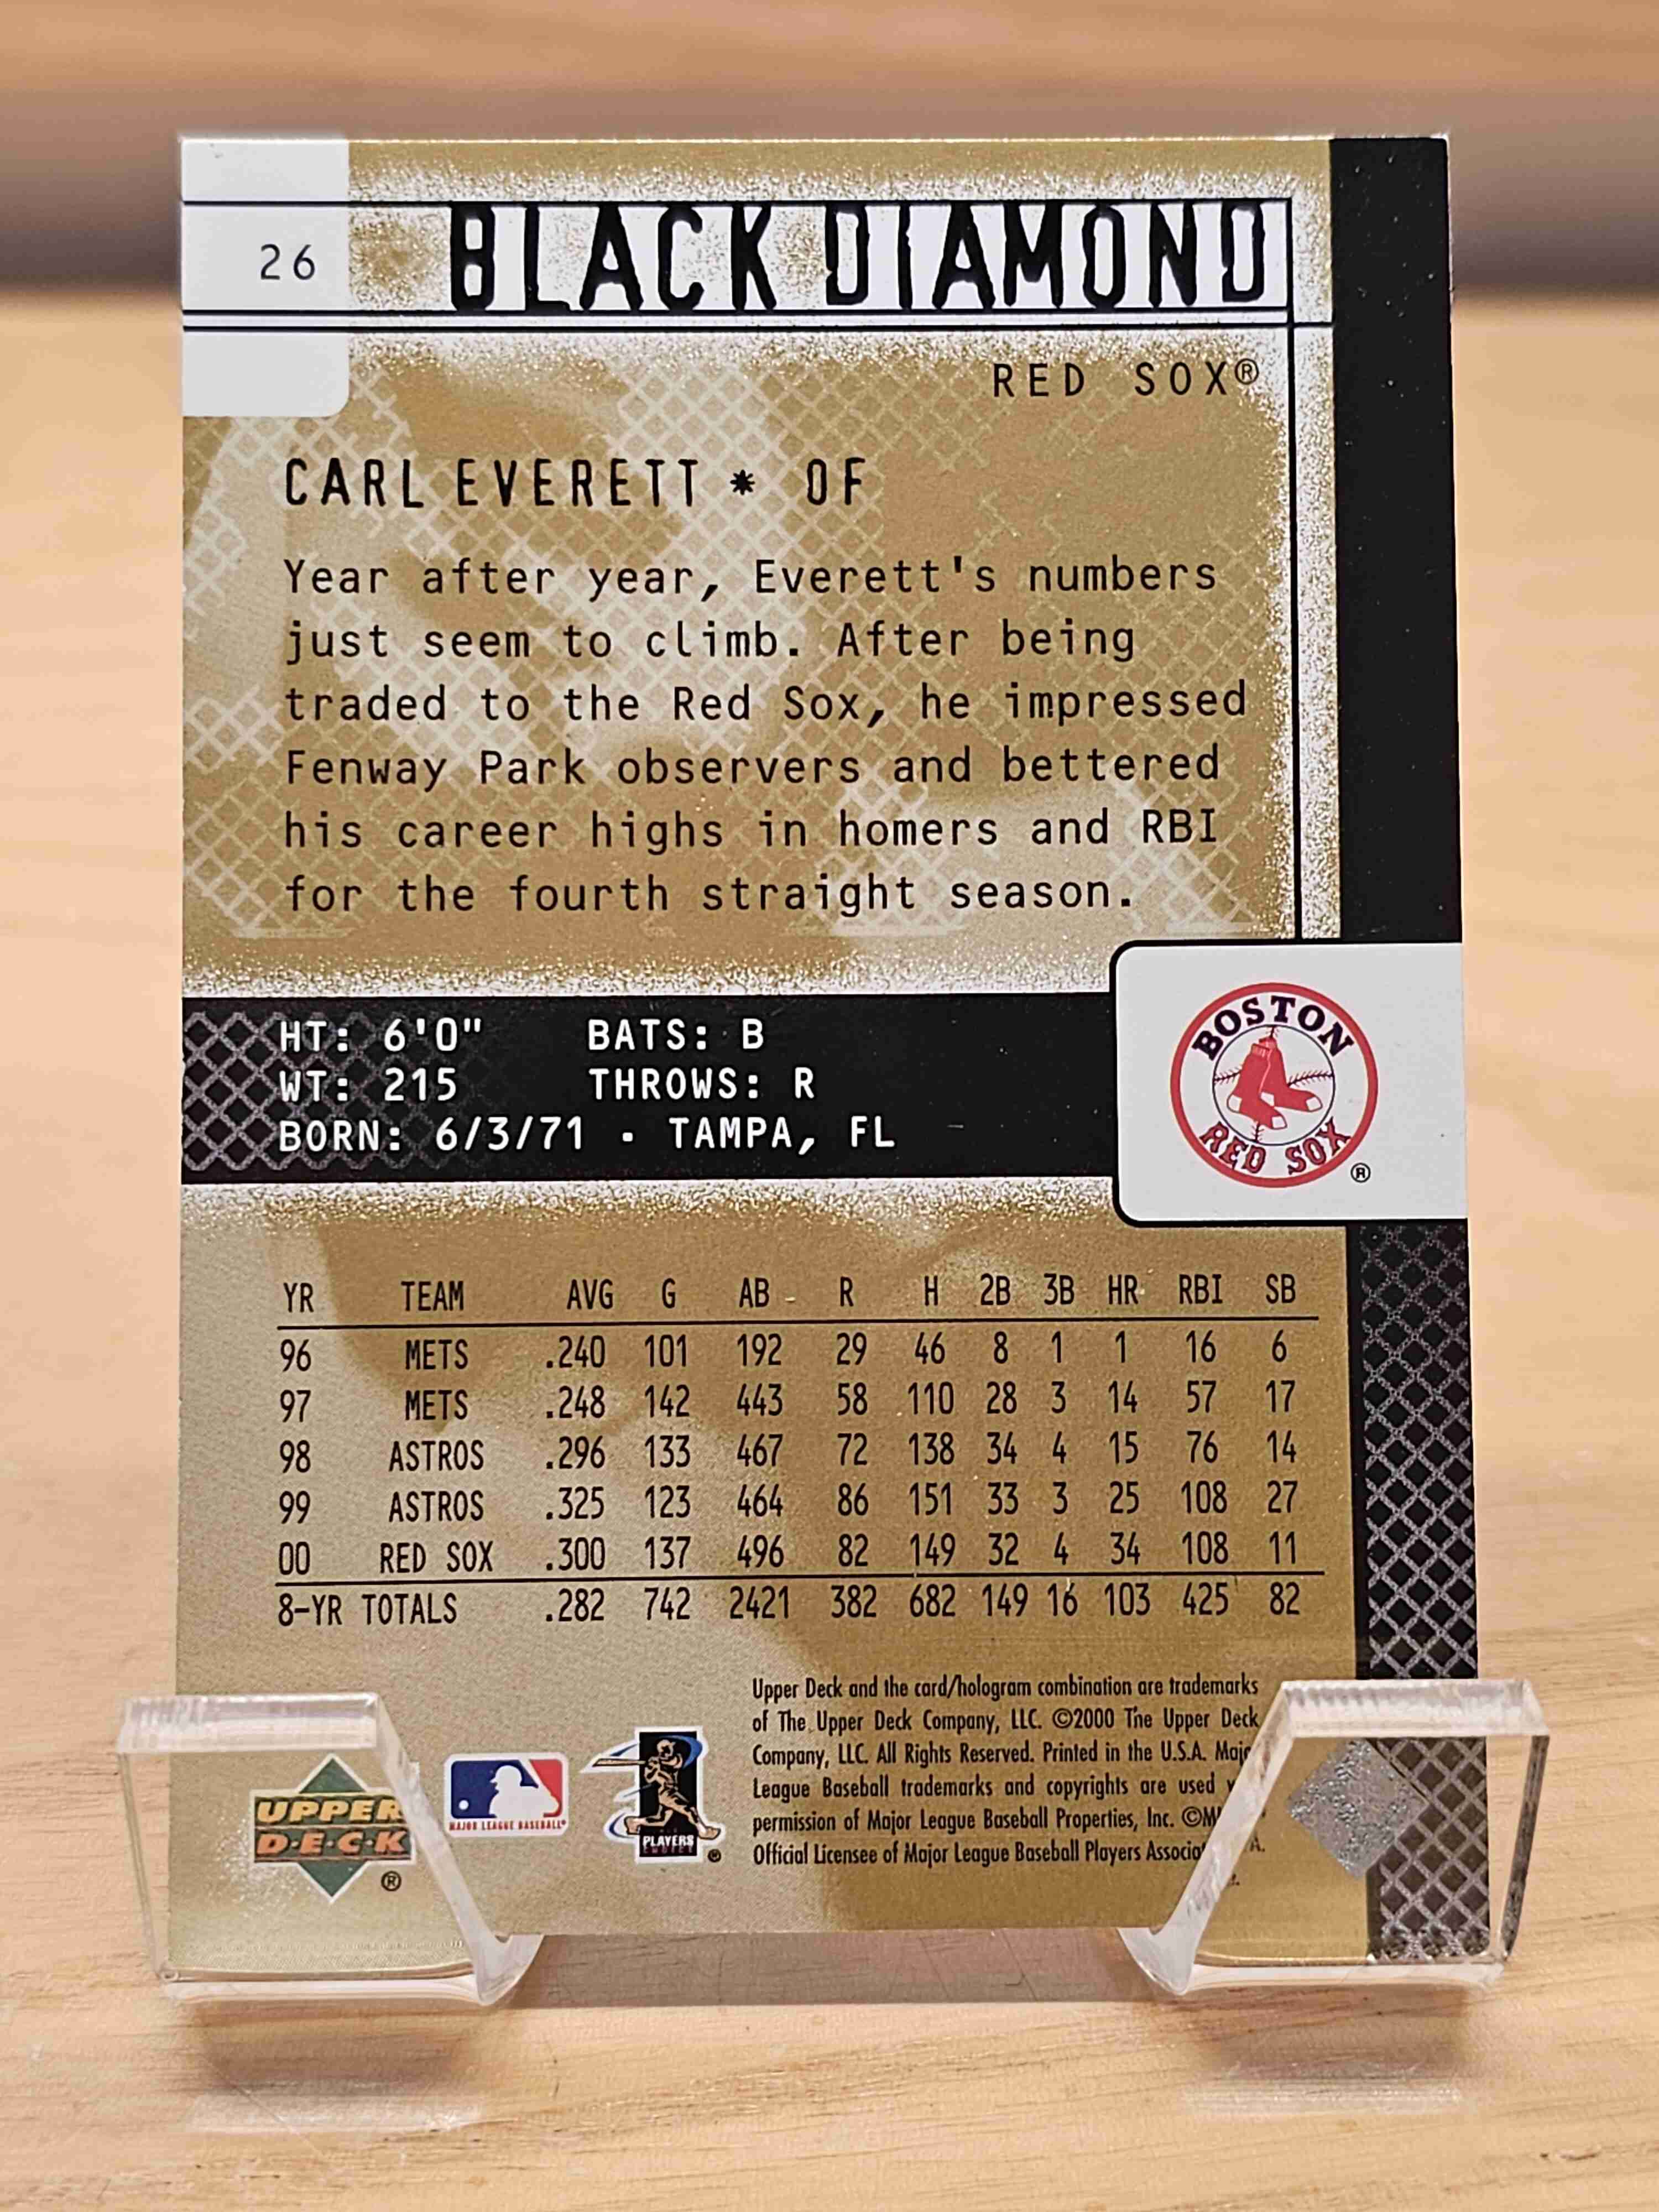 26
BLACK DIAMOND
RED SOX®
CARL EVERETT * OF
Year after year, Everett's numbers
just seem to climb. After being
traded to the Red Sox, he impressed
Fenway Park observers and bettered
his career highs in homers and RBI
for the fourth straight season.
HT: 6'0" BATS: B
WT: 215 THROWS: R
BORN: 6/3/71 · TAMPA, FL
BOSTON
RED SOX
®
YR TEAM AVG G AB R H 2B 3B HR RBI SB
96 METS .240 101 192 29 46 8 1 1 16 6
97 METS .248 142 443 58 110 28 3 14 57 17
98 ASTROS .296 133 467 72 138 34 4 15 76 14
99 ASTROS .325 123 464 86 151 33 3 25 108 27
00 RED SOX .300 137 496 82 149 32 4 34 108 11
8-YR TOTALS .282 742 2421 382 682 149 16 103 425 82
Upper Deck and the card/hologram combination are trademarks
of The Upper Deck Company, LLC. ©2000 The Upper Deck
Company, LLC. All Rights Reserved. Printed in the U.S.A.
League Baseball trademarks and copyrights are used
permission of Major League Baseball Properties, Inc.
Official Licensee of Major League Baseball Players
UPPER
DECK
®
MAJOR LEAGUE BASEBALL
PLAYERS
CHOICE
®